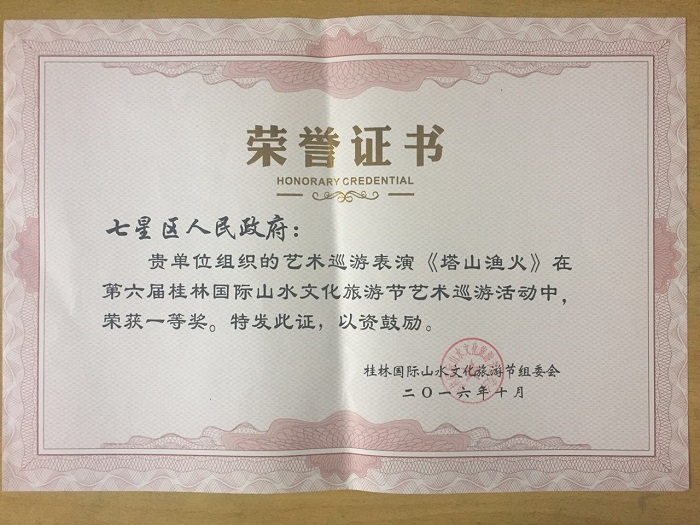 荣誉证书
HONORARY CREDENTIAL
七星区人民政府：
贵单位组织的艺术巡游表演《塔山渔火》在
第六届桂林国际山水文化旅游节艺术巡游活动中，
荣获一等奖。特发此证，以资鼓励。
桂林国际山水文化旅游节组委会
二〇一六年十月